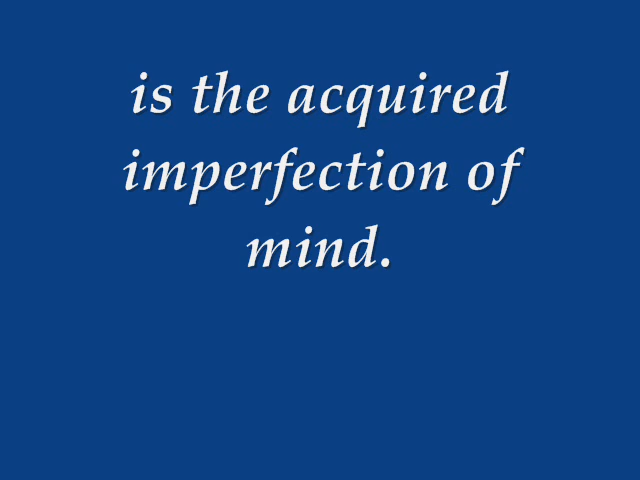 is the acquired
imperfection of
mind.